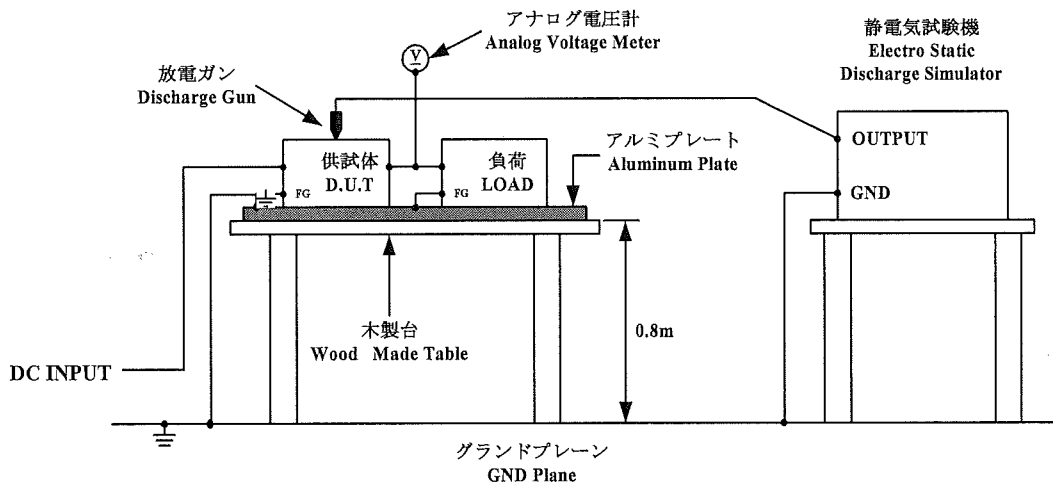 アナログ電圧計
Analog Voltage Meter
静電気試験機
Electro Static
Discharge Simulator
放電ガン
Discharge Gun
V
アルミプレート
Aluminum Plate
OUTPUT
供試体
D.U.T
負荷
LOAD
FG
FG
GND
木製台
Wood Made Table
0.8m
DC INPUT
グランドプレーン
GND Plane